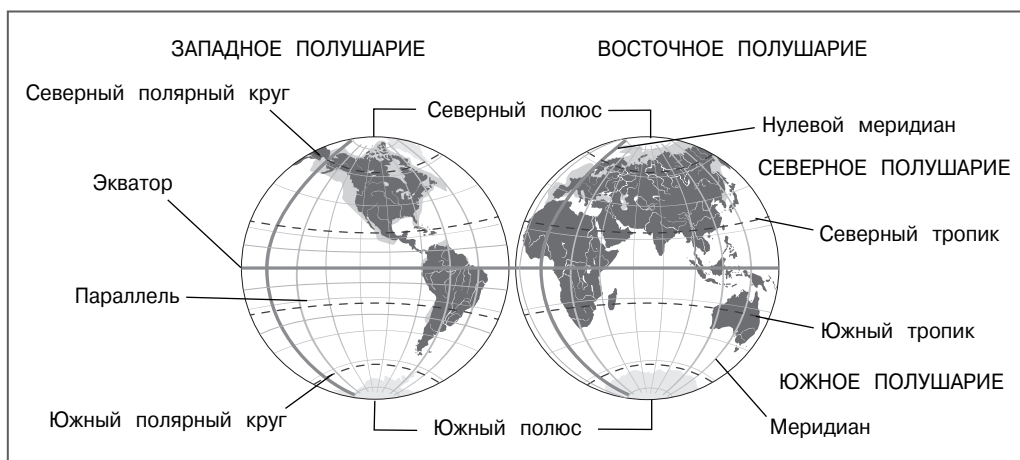 ЗАПАДНОЕ ПОЛУШАРИЕ
ВОСТОЧНОЕ ПОЛУШАРИЕ
Северный полярный круг
Северный полюс
Нулевой меридиан
СЕВЕРНОЕ ПОЛУШАРИЕ
Экватор
Северный тропик
Параллель
Южный тропик
ЮЖНОЕ ПОЛУШАРИЕ
Южный полярный круг
Южный полюс
Меридиан